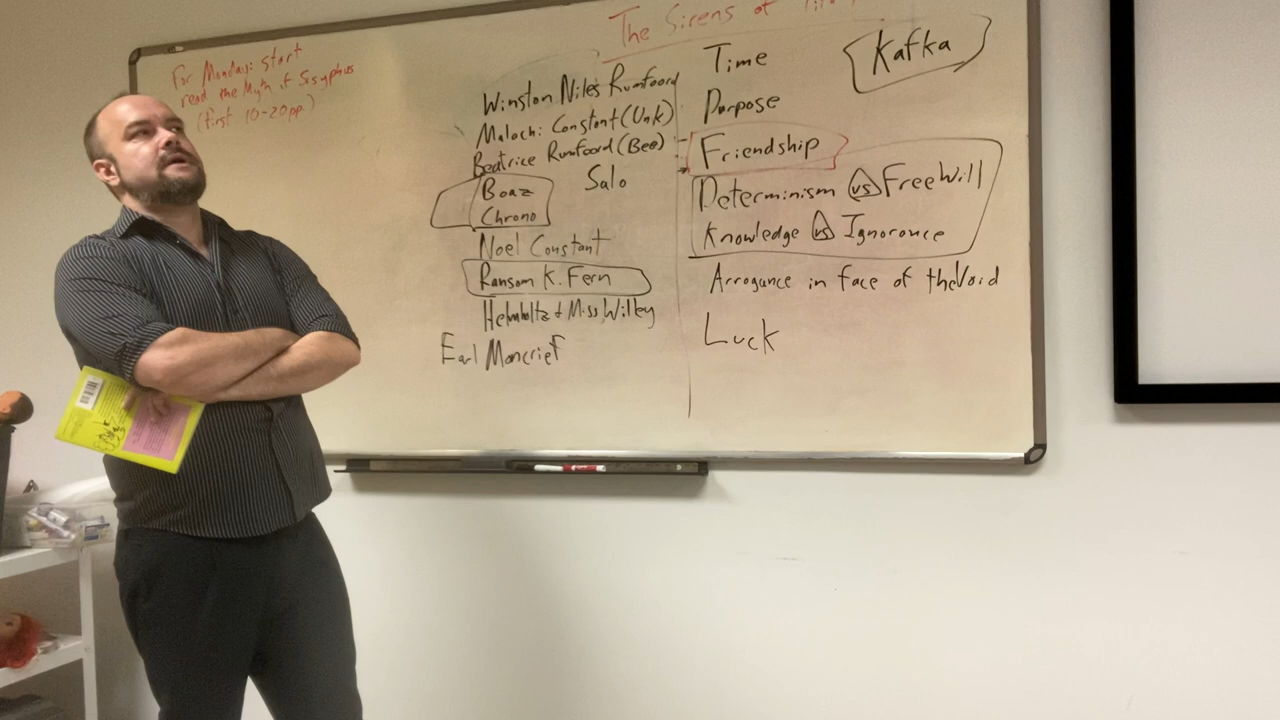 The Sirens of
For Monday: start
read the Myth of Sisyphus
(first 10-20pp.)
Winston Niles Rumfoord
Malach: Constant (Unk)
Beatrice Rumfoord (Bee)
Salo
Boaz
Chrono
Noel Constant
Ransom K. Fern
Helmholtz + Miss Wiley
Earl Moncrief
Time
Purpose
Friendship
Determinism vs Free Will
Knowledge vs Ignorance
Arrogance in face of the Void
Luck
Kafka